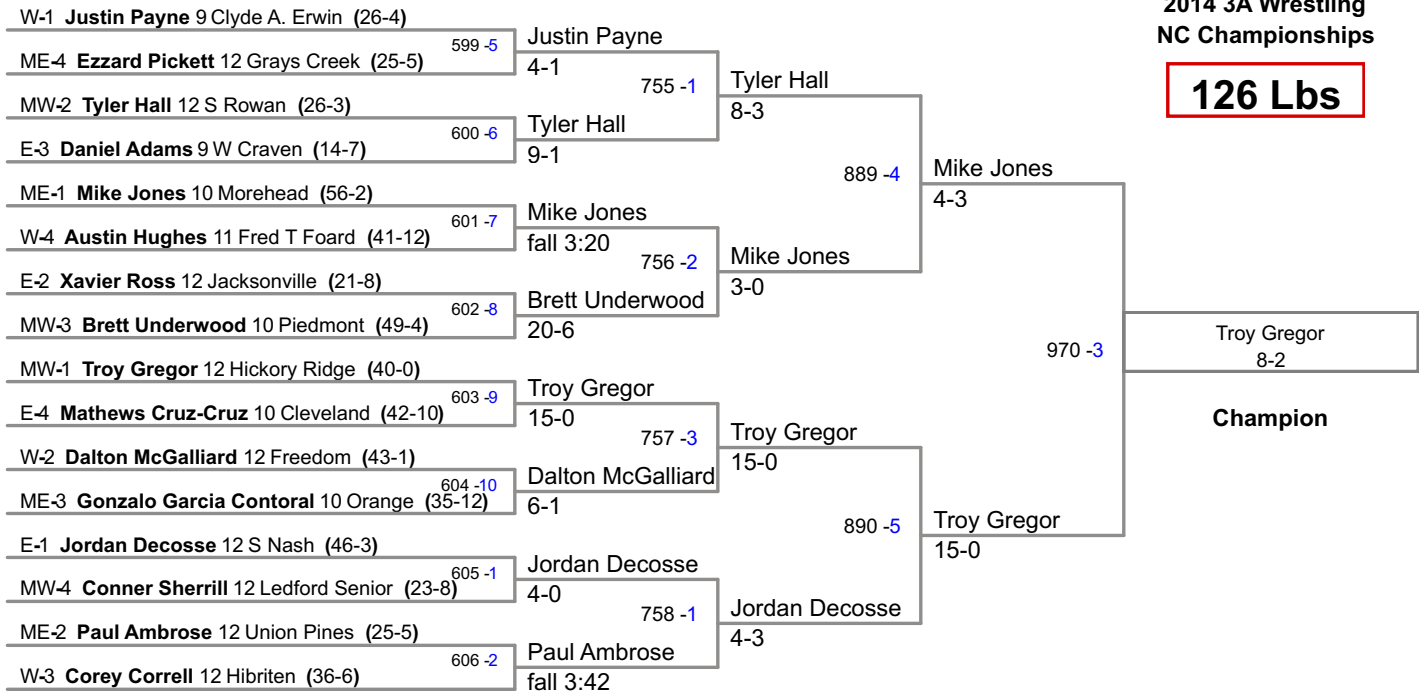 2014 3A Wrestling
NC Championships
126 Lbs
W-1 Justin Payne 9 Clyde A. Erwin (26-4)
599 -5
ME-4 Ezzard Pickett 12 Grays Creek (25-5)
MW-2 Tyler Hall 12 S Rowan (26-3)
600 -6
E-3 Daniel Adams 9 W Craven (14-7)
ME-1 Mike Jones 10 Morehead (56-2)
601 -7
W-4 Austin Hughes 11 Fred T Foard (41-12)
E-2 Xavier Ross 12 Jacksonville (21-8)
602 -8
MW-3 Brett Underwood 10 Piedmont (49-4)
MW-1 Troy Gregor 12 Hickory Ridge (40-0)
603 -9
E-4 Mathews Cruz-Cruz 10 Cleveland (42-10)
W-2 Dalton McGalliard 12 Freedom (43-1)
604 -10
ME-3 Gonzalo Garcia Contoral 10 Orange (35-12)
E-1 Jordan Decosse 12 S Nash (46-3)
605 -1
MW-4 Conner Sherrill 12 Ledford Senior (23-8)
ME-2 Paul Ambrose 12 Union Pines (25-5)
606 -2
W-3 Corey Correll 12 Hibriten (36-6)
Justin Payne
4-1
755 -1
Tyler Hall
9-1
Mike Jones
fall 3:20
756 -2
Brett Underwood
20-6
Troy Gregor
15-0
757 -3
Dalton McGalliard
6-1
Jordan Decosse
4-0
758 -1
Paul Ambrose
fall 3:42
Tyler Hall
8-3
889 -4
Mike Jones
3-0
Troy Gregor
15-0
890 -5
Jordan Decosse
4-3
Mike Jones
4-3
970 -3
Troy Gregor
15-0
Troy Gregor
8-2
Champion